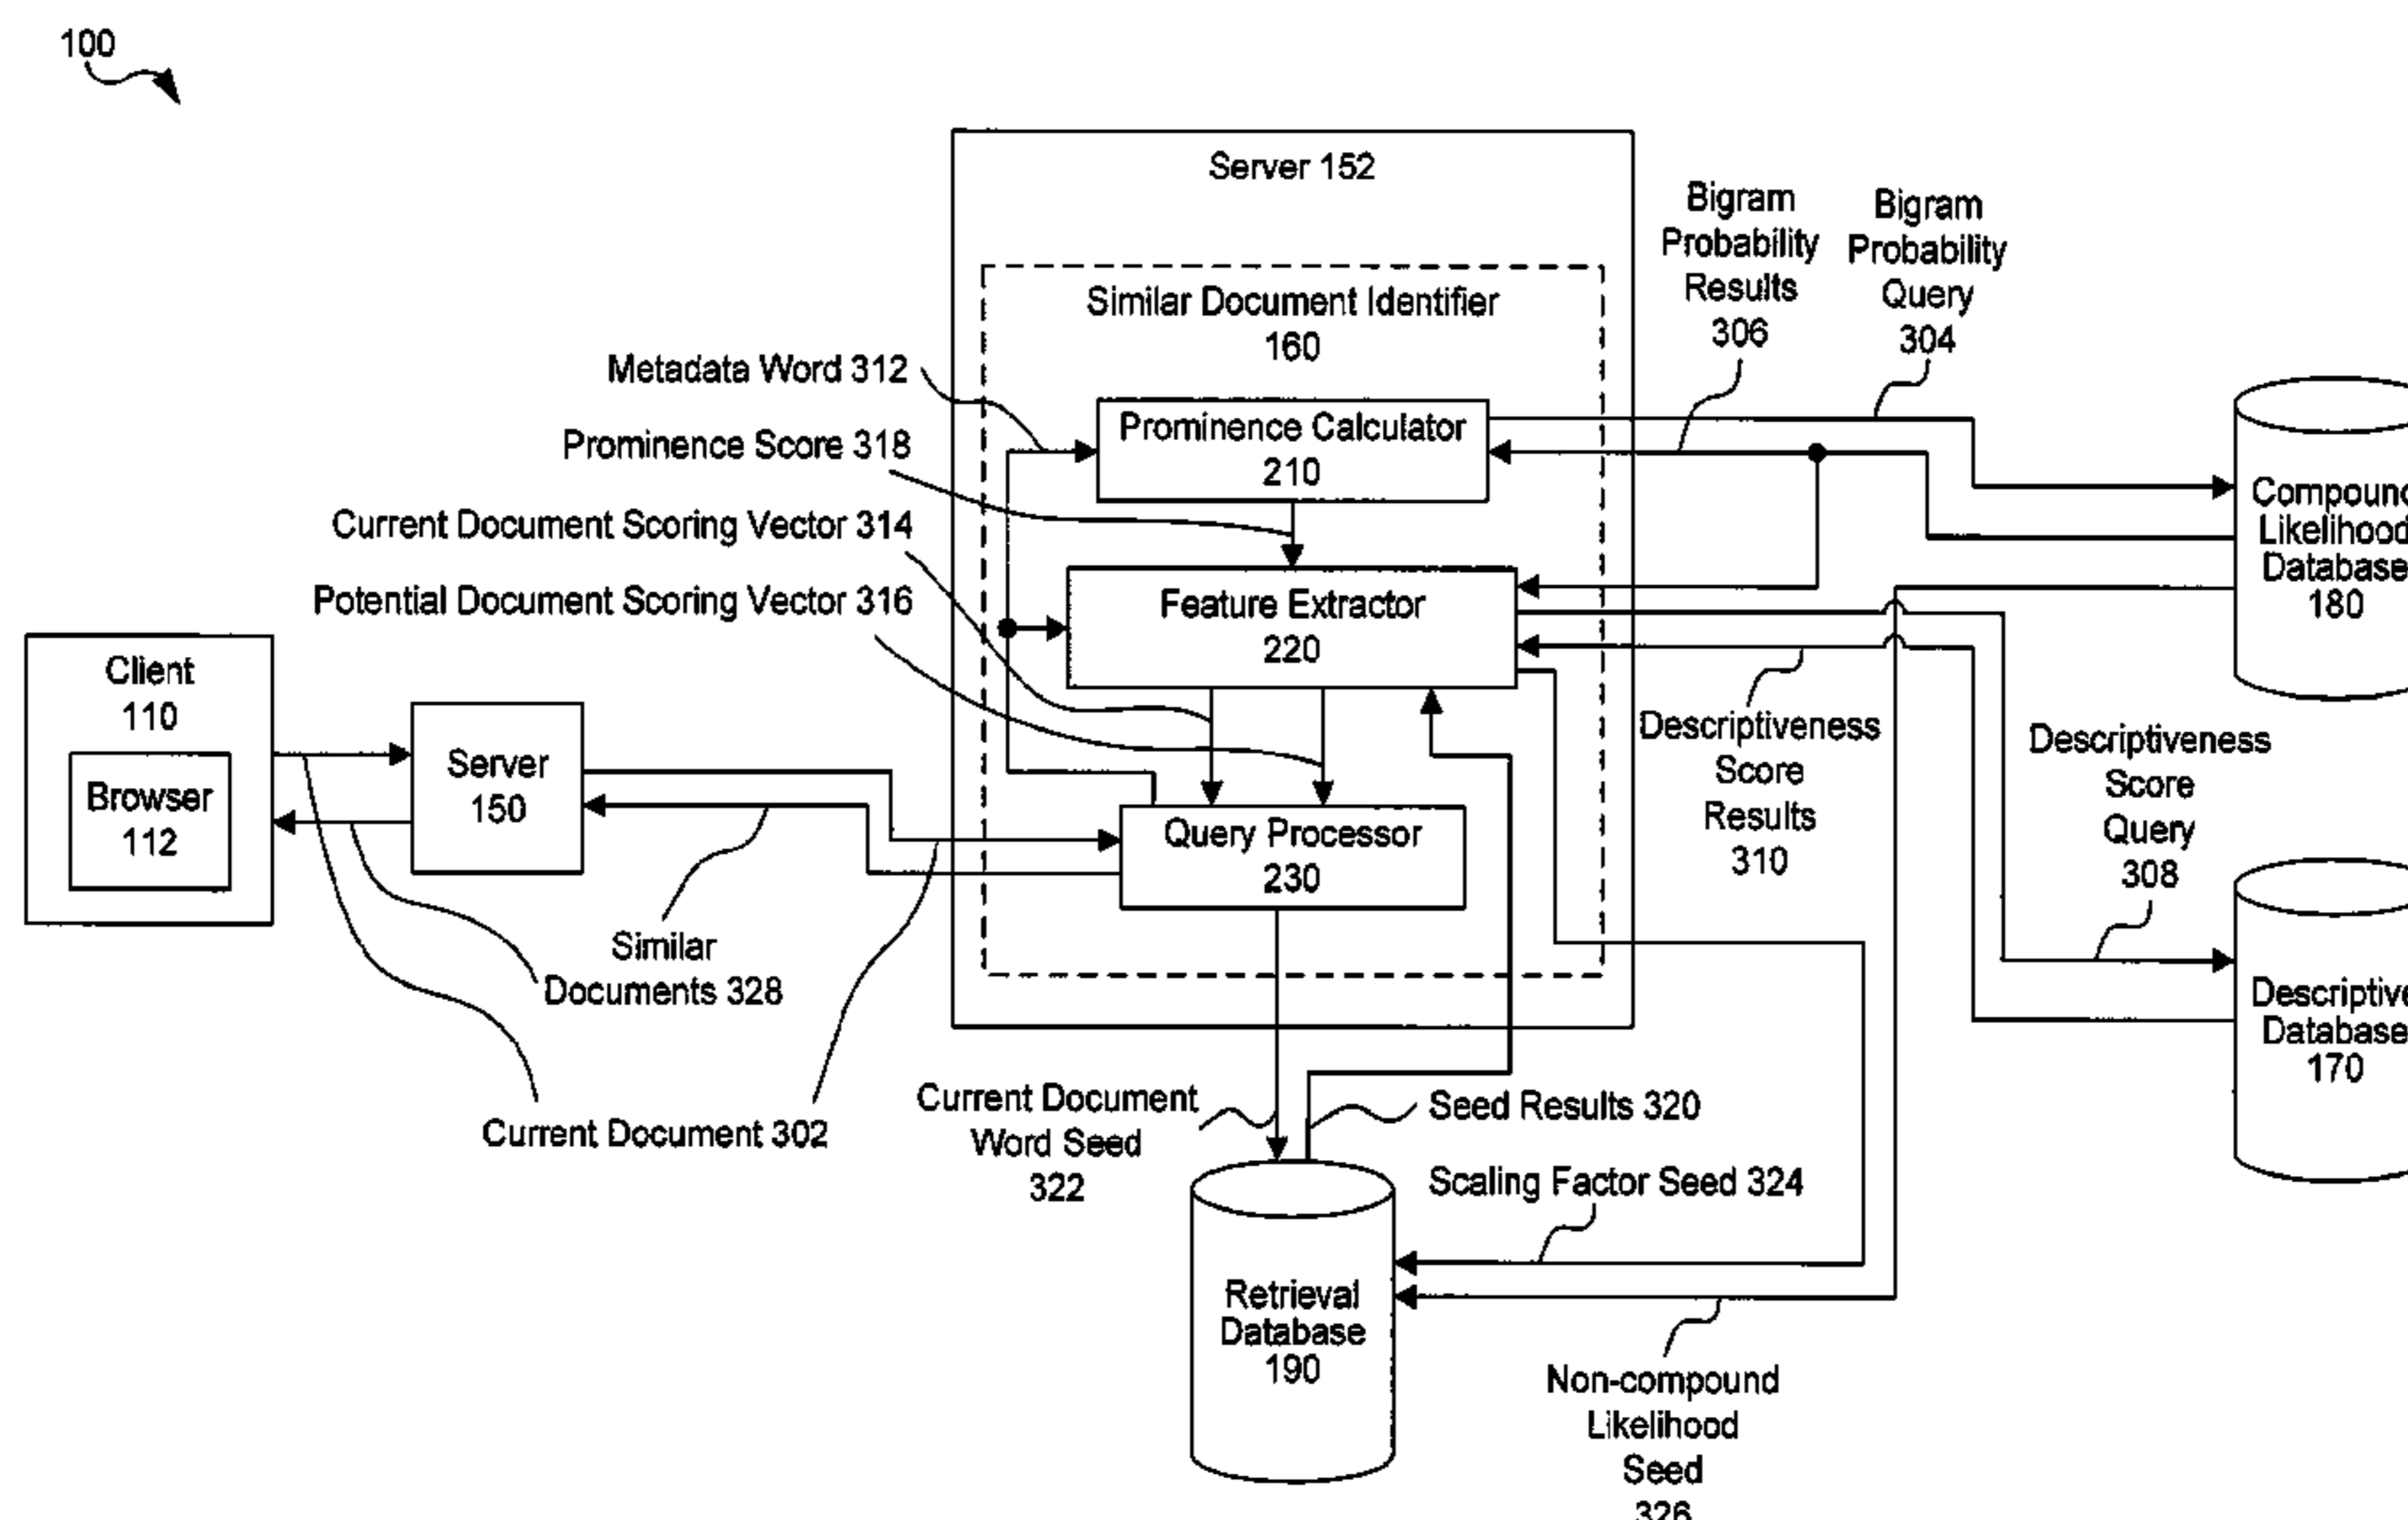 100
Server 152
Similar Document Identifier
160
Bigram
Probability
Results
306
Bigram
Probability
Query
304
Metadata Word 312
Prominence Score 318
Current Document Scoring Vector 314
Potential Document Scoring Vector 316
Prominence Calculator
210
Feature Extractor
220
Query Processor
230
Client
110
Browser
112
Server
150
Similar
Documents 328
Current Document 302
Descriptiveness
Score
Results
310
Descriptiveness
Score
Query
308
Compound
Likelihood
Database
180
Descriptive
Database
170
Current Document
Word Seed
322
Seed Results 320
Scaling Factor Seed 324
Retrieval
Database
190
Non-compound
Likelihood
Seed
326